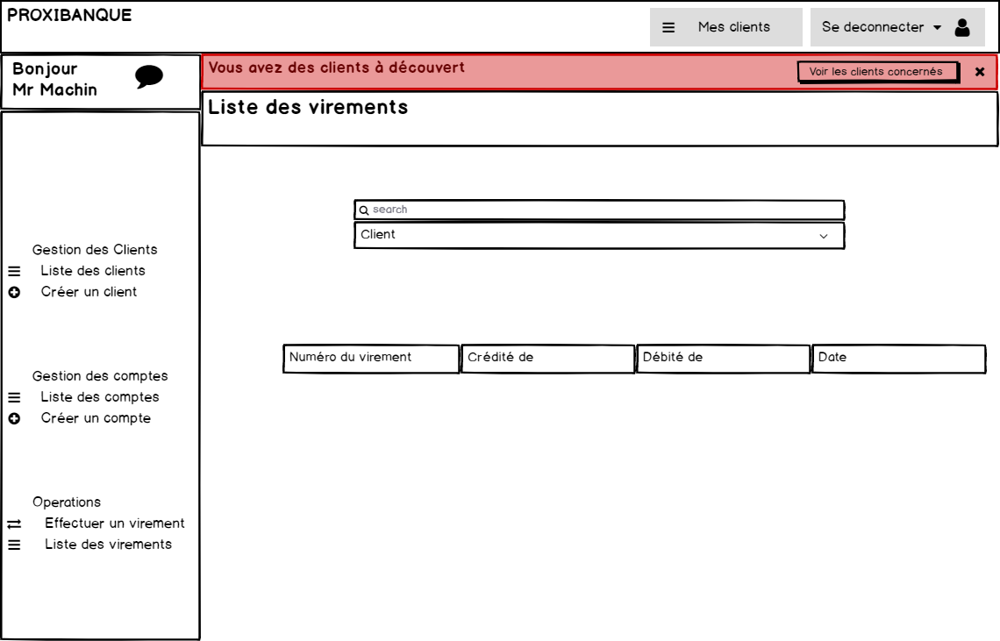 PROXIBANQUE
Mes clients
Se deconnecter
Bonjour
Mr Machin
Vous avez des clients à découvert
Voir les clients concernés
Liste des virements
search
Client
Gestion des Clients
Liste des clients
Créer un client
Gestion des comptes
Liste des comptes
Créer un compte
Operations
Effectuer un virement
Liste des virements
Numéro du virement
Crédité de
Débité de
Date